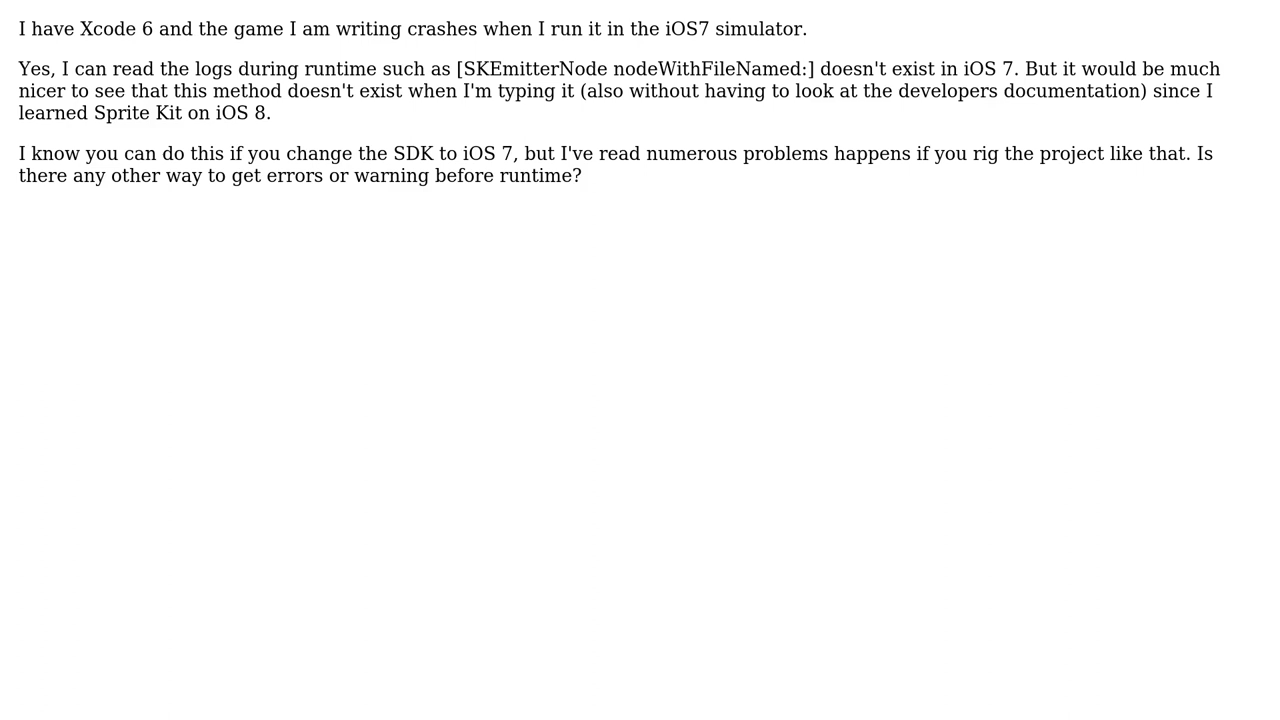 I have Xcode 6 and the game I am writing crashes when I run it in the iOS7 simulator.
Yes, I can read the logs during runtime such as [SKEmitterNode nodeWithFileNamed:] doesn't exist in iOS 7. But it would be much
nicer to see that this method doesn't exist when I'm typing it (also without having to look at the developers documentation) since I
learned Sprite Kit on iOS 8.
I know you can do this if you change the SDK to iOS 7, but I've read numerous problems happens if you rig the project like that. Is
there any other way to get errors or warning before runtime?